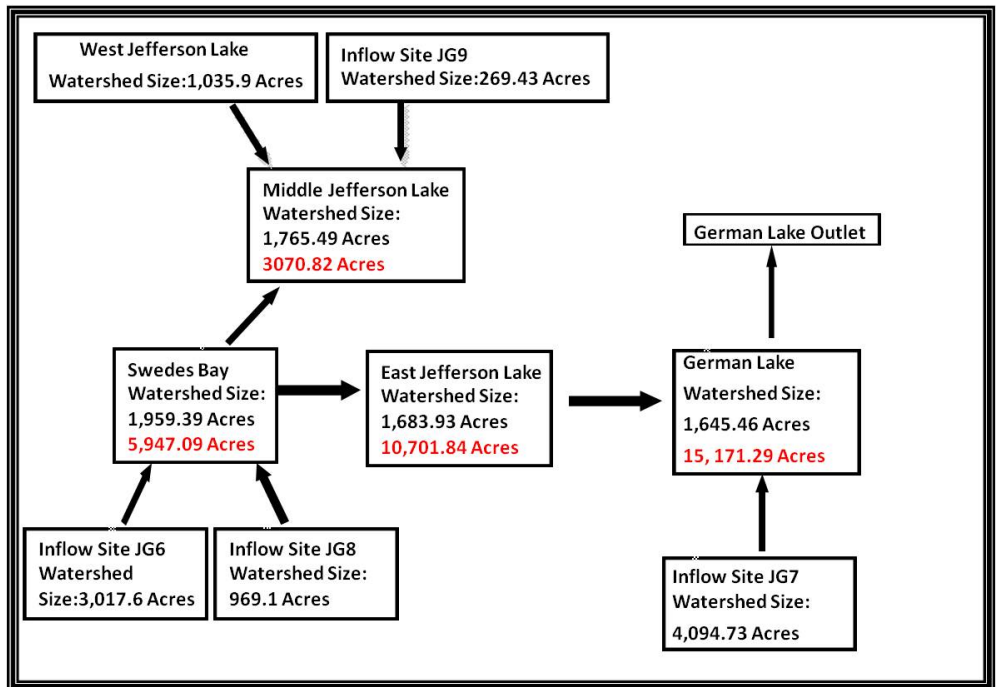 West Jefferson Lake
Watershed Size:1,035.9 Acres
Inflow Site JG9
Watershed Size:269.43 Acres
Middle Jefferson Lake
Watershed Size:
1,765.49 Acres
3070.82 Acres
German Lake Outlet
Swedes Bay
Watershed Size:
1,959.39 Acres
5,947.09 Acres
East Jefferson Lake
Watershed Size:
1,683.93 Acres
10,701.84 Acres
German Lake
Watershed Size:
1,645.46 Acres
15, 171.29 Acres
Inflow Site JG6
Watershed
Size:3,017.6 Acres
Inflow Site JG8
Watershed Size:
969.1 Acres
Inflow Site JG7
Watershed Size:
4,094.73 Acres